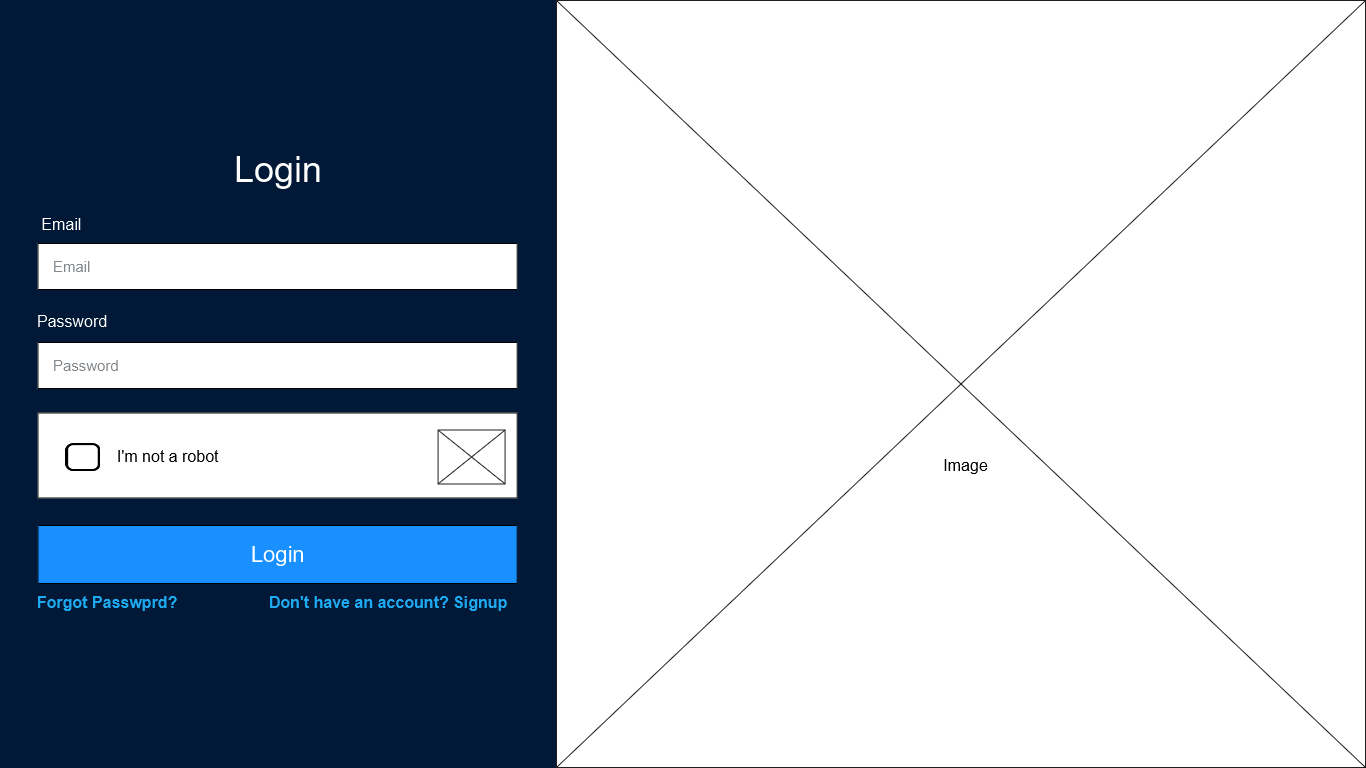 Login
Email
Email
Password
Password
I'm not a robot
Login
Forgot Passwprd?
Don't have an account? Signup
Image